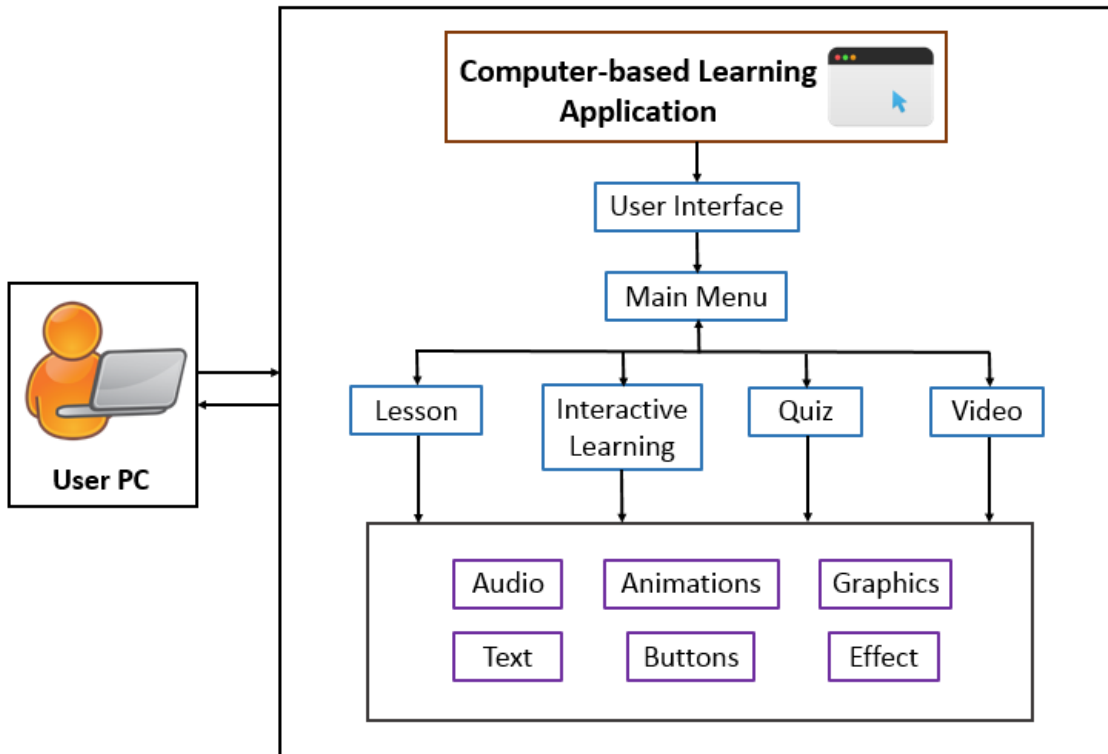 Computer-based Learning
Application
User Interface
Main Menu
Lesson
Interactive
Learning
Quiz
Video
User PC
Audio
Animations
Graphics
Text
Buttons
Effect